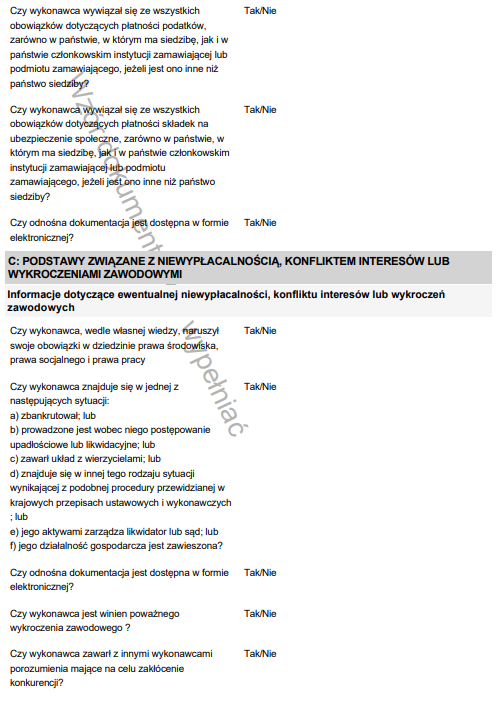 Czy wykonawca wywiązał się ze wszystkich Tak/Nie
obowiązków dotyczących płatności podatków,
zarówno w państwie, w którym ma siedzibę, jak i w
państwie członkowskim instytucji zamawiającej lub
podmiotu zamawiającego, jeżeli jest ono inne niż
państwo siedziby?
Czy wykonawca wywiązał się ze wszystkich Tak/Nie
obowiązków dotyczących płatności składek na
ubezpieczenie społeczne, zarówno w państwie, w
którym ma siedzibę, jak i w państwie członkowskim
instytucji zamawiającej lub podmiotu
zamawiającego, jeżeli jest ono inne niż państwo
siedziby?
Czy odnośna dokumentacja jest dostępna w formie Tak/Nie
elektronicznej?
C: PODSTAWY ZWIĄZANE Z NIEWYPŁACALNOŚCIĄ, KONFLIKTEM INTERESÓW LUB
WYKROCZENIAMI ZAWODOWYMI
Informacje dotyczące ewentualnej niewypłacalności, konfliktu interesów lub wykroczeń
zawodowych
Czy wykonawca, wedle własnej wiedzy, naruszył Tak/Nie
swoje obowiązki w dziedzinie prawa środowiska,
prawa socjalnego i prawa pracy
Czy wykonawca znajduje się w jednej z Tak/Nie
następujących sytuacji:
a) zbankrutował; lub
b) prowadzone jest wobec niego postępowanie
upadłościowe lub likwidacyjne; lub
c) zawarł układ z wierzycielami; lub
d) znajduje się w innej tego rodzaju sytuacji
wynikającej z podobnej procedury przewidzianej w
krajowych przepisach ustawowych i wykonawczych
; lub
e) jego aktywami zarządza likwidator lub sąd; lub
f) jego działalność gospodarcza jest zawieszona?
Czy odnośna dokumentacja jest dostępna w formie Tak/Nie
elektronicznej?
Czy wykonawca jest winien poważnego Tak/Nie
wykroczenia zawodowego ?
Czy wykonawca zawarł z innymi wykonawcami Tak/Nie
porozumienia mające na celu zakłócenie
konkurencji?
Wzór dokumentu
wypełniać